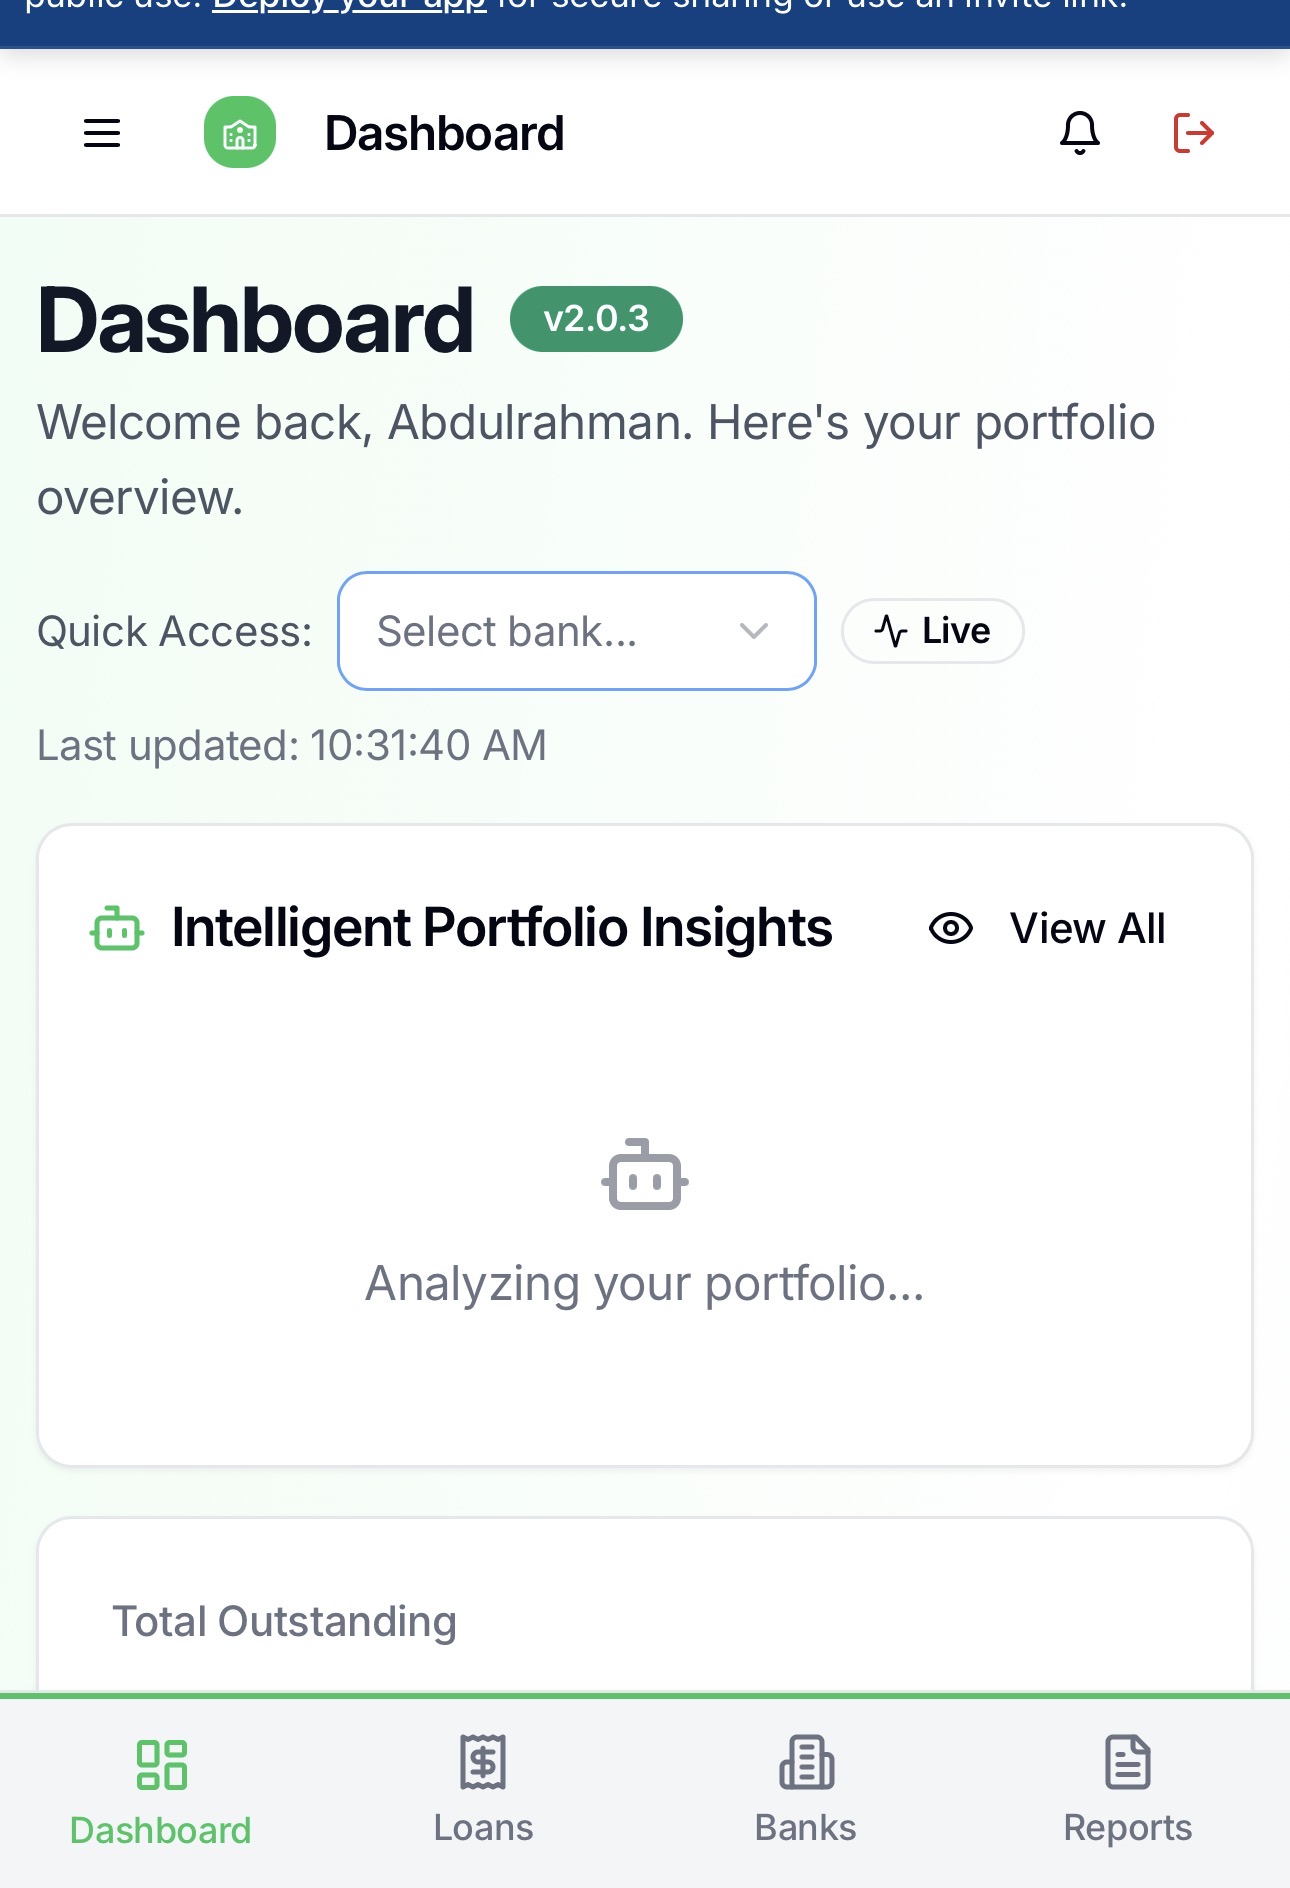 public use. Deploy your app for secure sharing or use an invite link.
Dashboard
Dashboard v2.0.3
Welcome back, Abdulrahman. Here's your portfolio
overview.
Quick Access: Select bank... Live
Last updated: 10:31:40 AM
Intelligent Portfolio Insights View All
Analyzing your portfolio...
Total Outstanding
Dashboard Loans Banks Reports